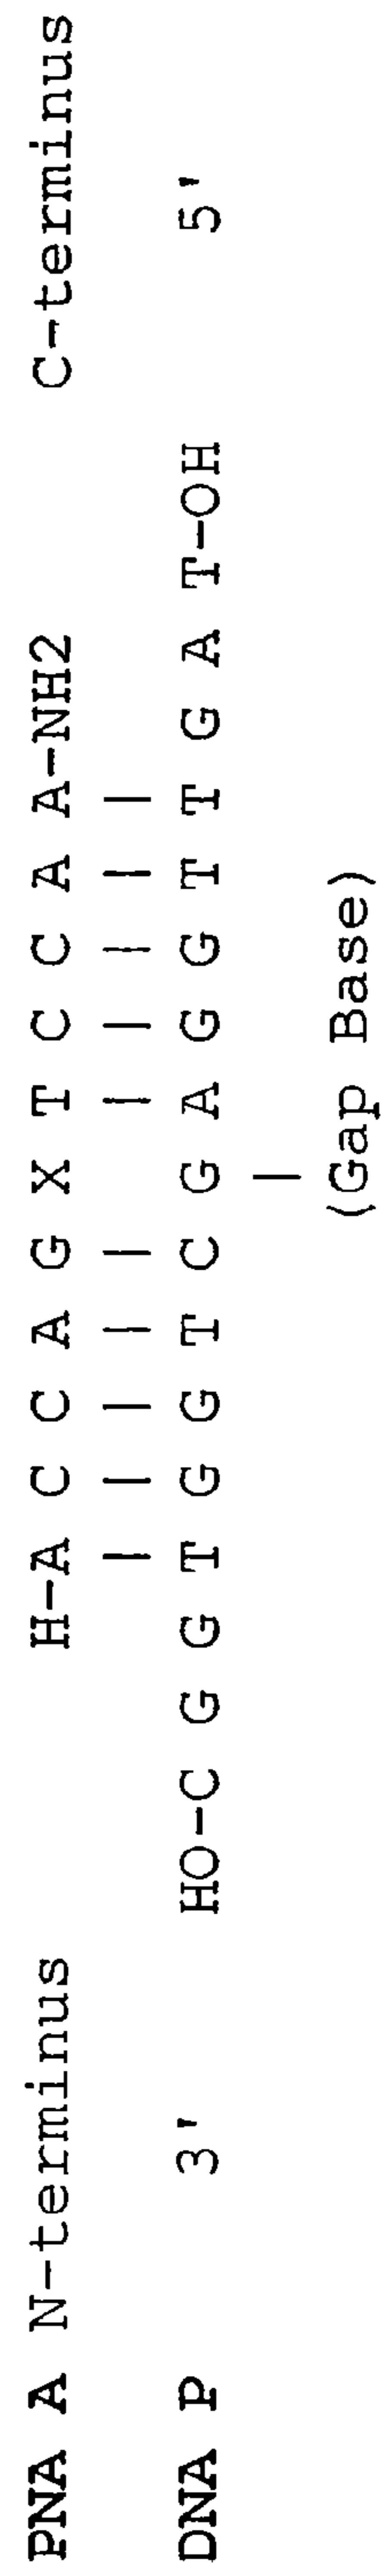 PNA A N-terminus H-A C C A G X T C C A A-NH2 C-terminus
| | | | | | | | | |
DNA P 3' HO-C G G T G G T C G A G G T T G A T-OH 5'
|
(Gap Base)